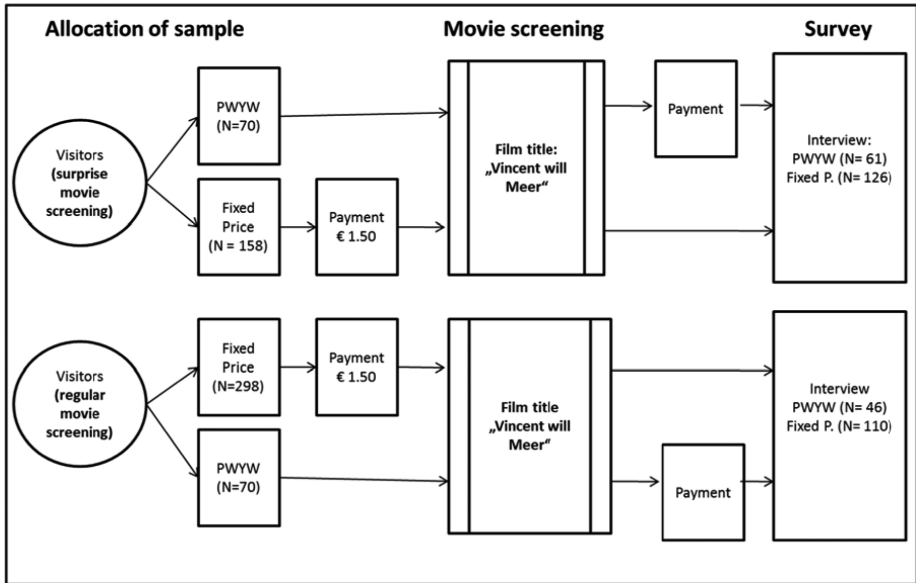 Allocation of sample
Movie screening
Survey
Visitors
(surprise
movie
screening)
PWYW
(N=70)
Fixed
Price
(N = 158)
Payment
€ 1.50
Film title:
„Vincent will
Meer“
Payment
Interview:
PWYW (N= 61)
Fixed P. (N= 126)
Visitors
(regular
movie
screening)
Fixed
Price
(N=298)
Payment
€ 1.50
PWYW
(N=70)
Film title
„Vincent will
Meer“
Payment
Interview
PWYW (N= 46)
Fixed P. (N= 110)